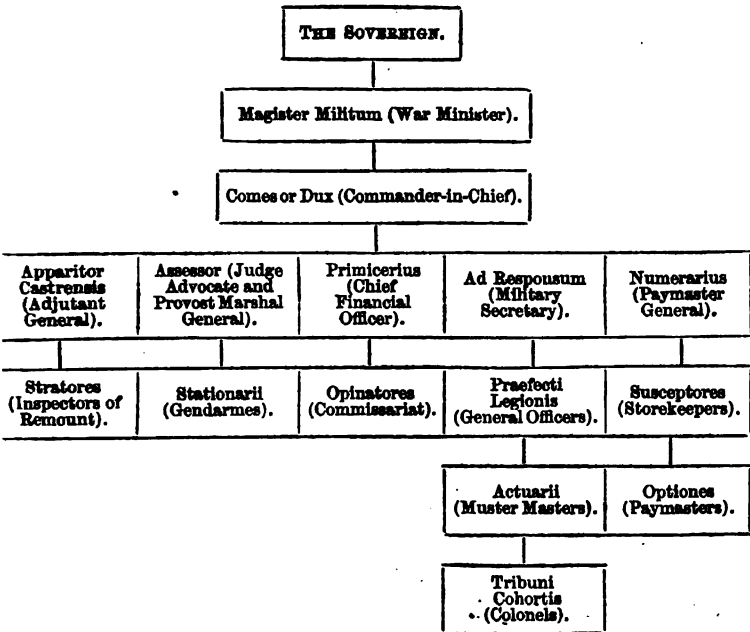 THE SOVEREIGN.
Magister Militum (War Minister).
Comes or Dux (Commander-in-Chief).
Apparitor
Castrensis
(Adjutant
General).
Assessor (Judge
Advocate and
Provost Marshal
General).
Primicerius
(Chief
Financial
Officer).
Ad Responsum
(Military
Secretary).
Numerarius
(Paymaster
General).
Stratores
(Inspectors of
Remount).
Stationarii
(Gendarmes).
Opinatores
(Commissariat).
Praefecti
Legionis
(General Officers).
Susceptores
(Storekeepers).
Actuarii
(Muster Masters).
Optiones
(Paymasters).
Tribuni
Cohortis
(Colonels).